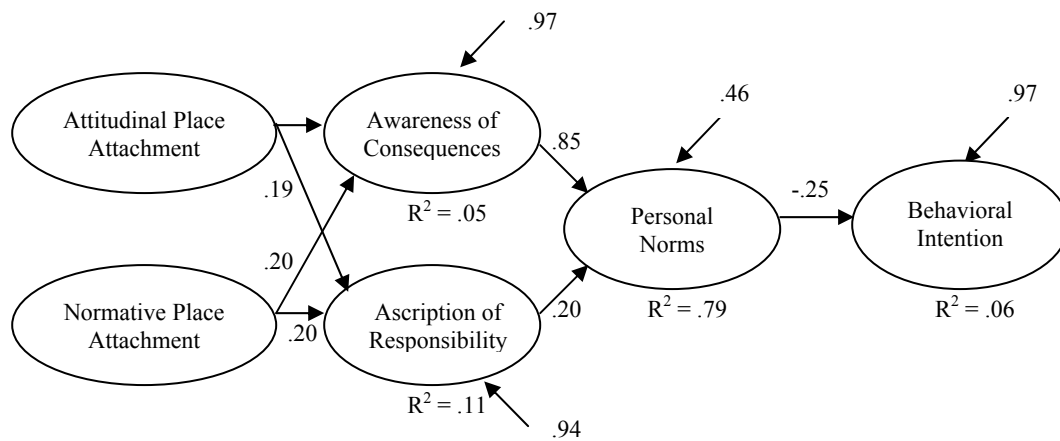 .97
Attitudinal Place
Attachment
Awareness of
Consequences
R² = .05
.46
.97
.85
.19
Personal
Norms
R² = .79
-.25
Behavioral
Intention
R² = .06
.20
Normative Place
Attachment
.20
Ascription of
Responsibility
R² = .11
.20
.94